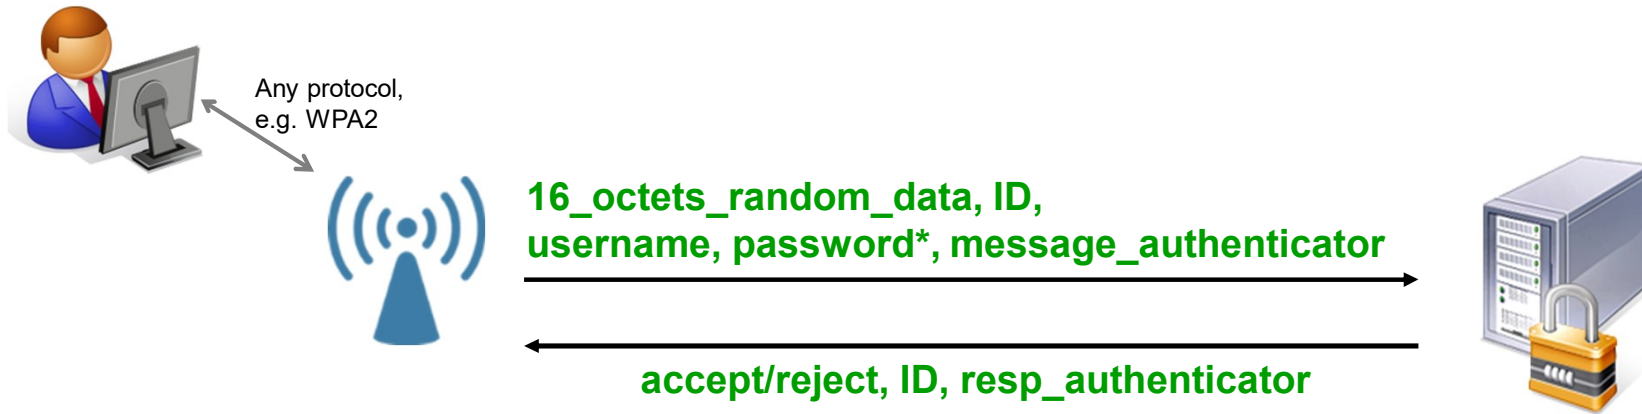 Any protocol,
e.g. WPA2
16_octets_random_data, ID,
username, password*, message_authenticator
accept/reject, ID, resp_authenticator